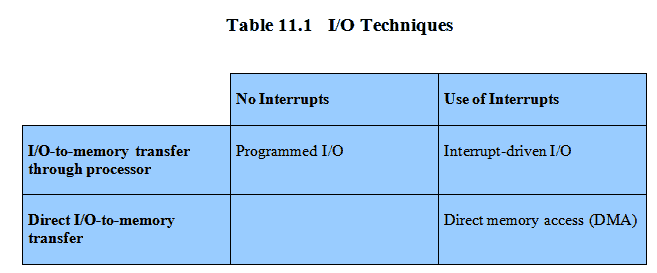 Table 11.1 I/O Techniques
No Interrupts
Use of Interrupts
I/O-to-memory transfer
through processor
Programmed I/O
Interrupt-driven I/O
Direct I/O-to-memory
transfer
Direct memory access (DMA)